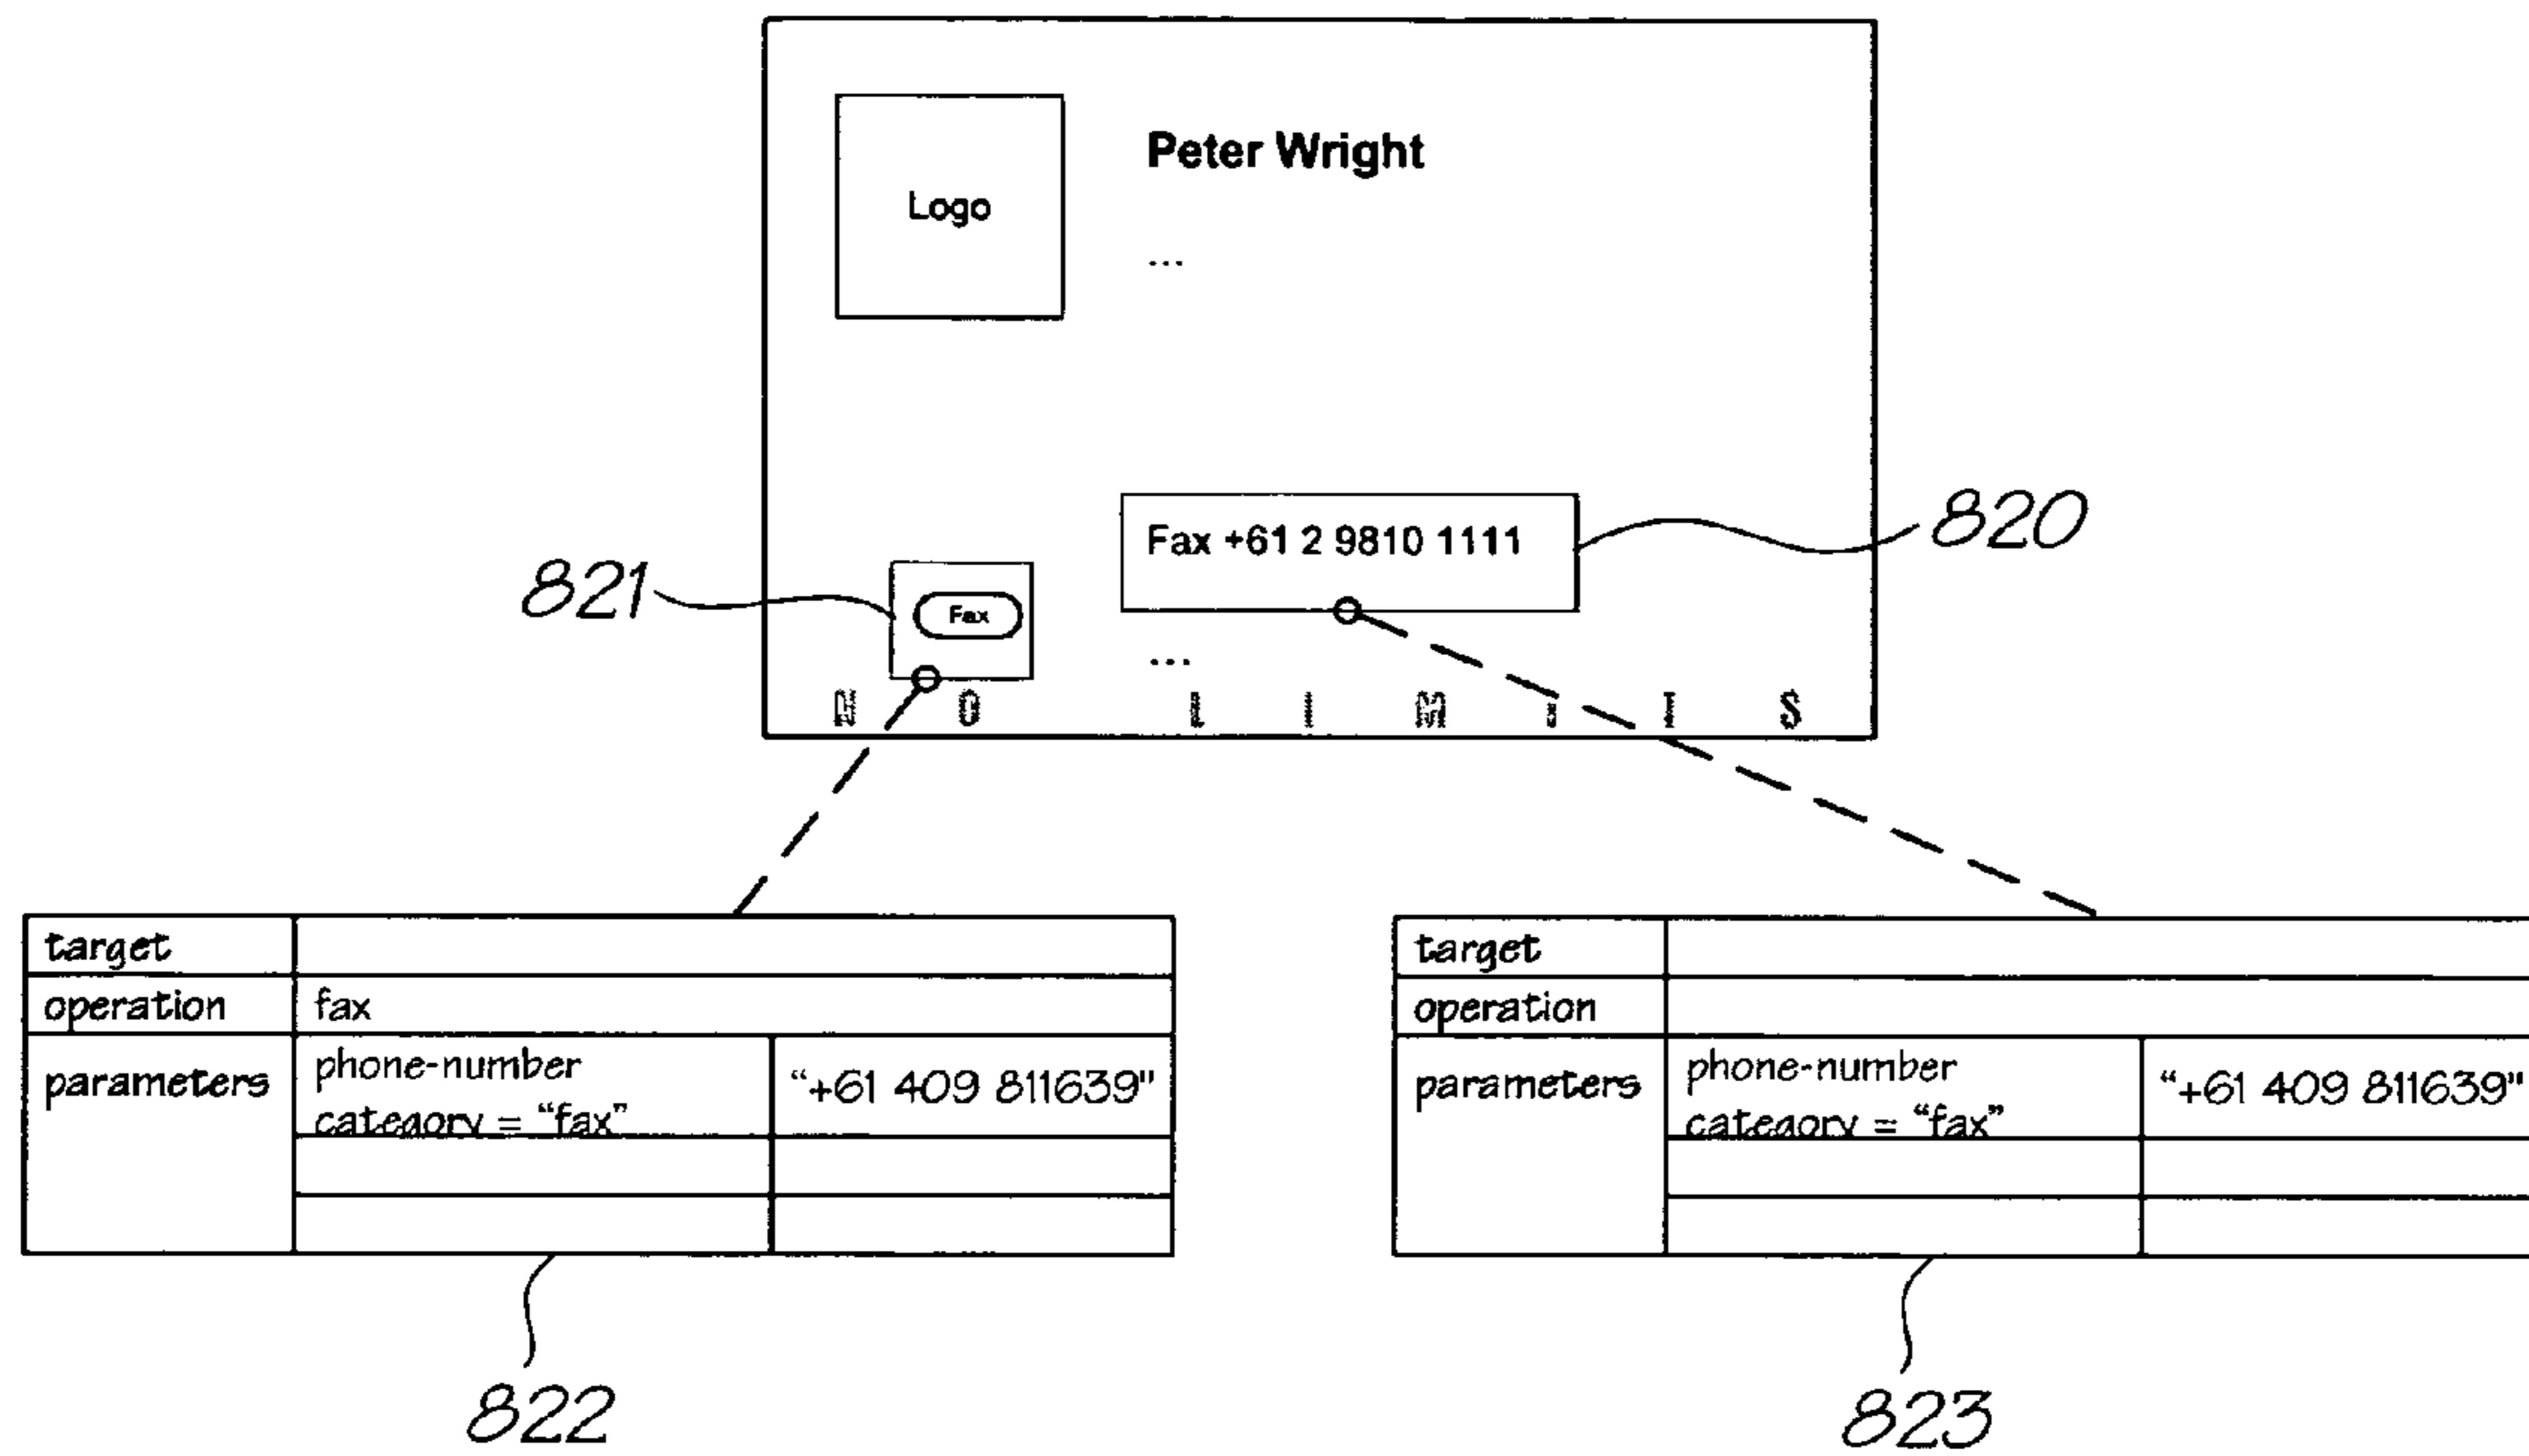 Logo
Peter Wright
...
Fax +61 2 9810 1111
820
821
Fax
...
N O L I M I T S
target
operation fax
parameters phone-number "+61 409 811639"
category = "fax"
822
target
operation
parameters phone-number "+61 409 811639"
category = "fax"
823